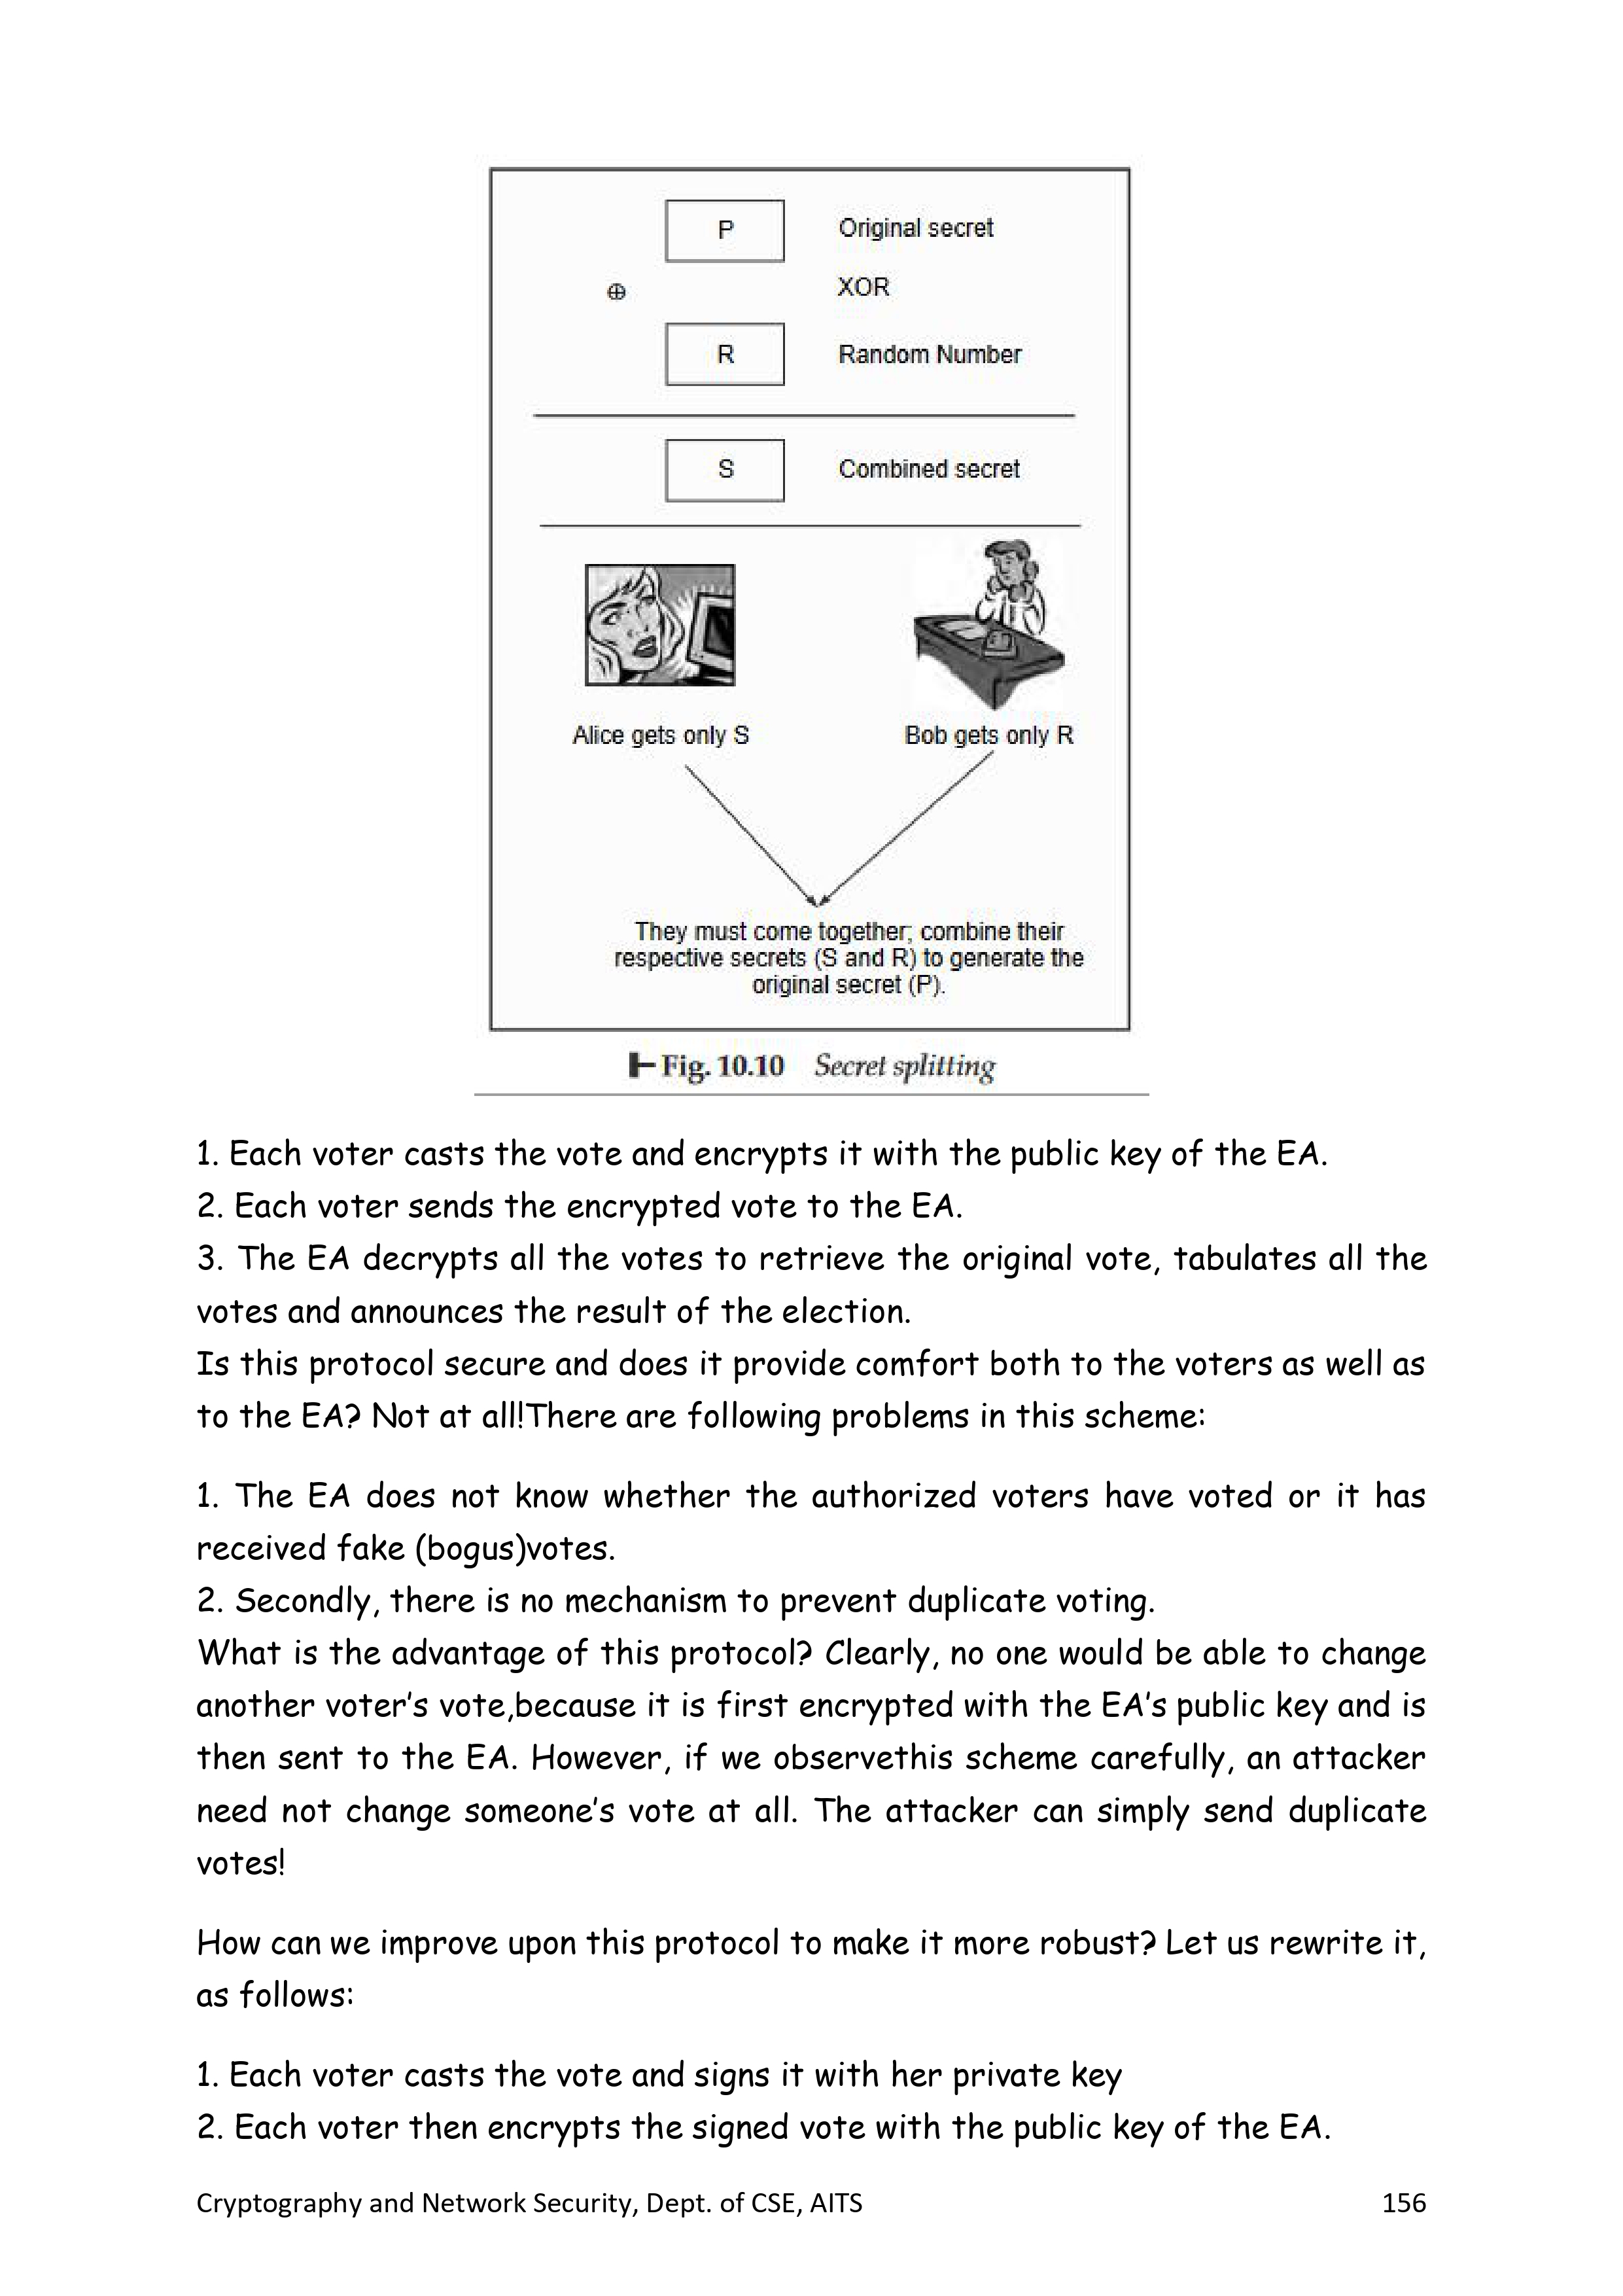 P Original secret
⊕ XOR
R Random Number
S Combined secret
Alice gets only S Bob gets only R
They must come together; combine their
respective secrets (S and R) to generate the
original secret (P).
Fig. 10.10 Secret splitting
1. Each voter casts the vote and encrypts it with the public key of the EA.
2. Each voter sends the encrypted vote to the EA.
3. The EA decrypts all the votes to retrieve the original vote, tabulates all the
votes and announces the result of the election.
Is this protocol secure and does it provide comfort both to the voters as well as
to the EA? Not at all!There are following problems in this scheme:
1. The EA does not know whether the authorized voters have voted or it has
received fake (bogus)votes.
2. Secondly, there is no mechanism to prevent duplicate voting.
What is the advantage of this protocol? Clearly, no one would be able to change
another voter’s vote,because it is first encrypted with the EA’s public key and is
then sent to the EA. However, if we observethis scheme carefully, an attacker
need not change someone’s vote at all. The attacker can simply send duplicate
votes!
How can we improve upon this protocol to make it more robust? Let us rewrite it,
as follows:
1. Each voter casts the vote and signs it with her private key
2. Each voter then encrypts the signed vote with the public key of the EA.
Cryptography and Network Security, Dept. of CSE, AITS 156